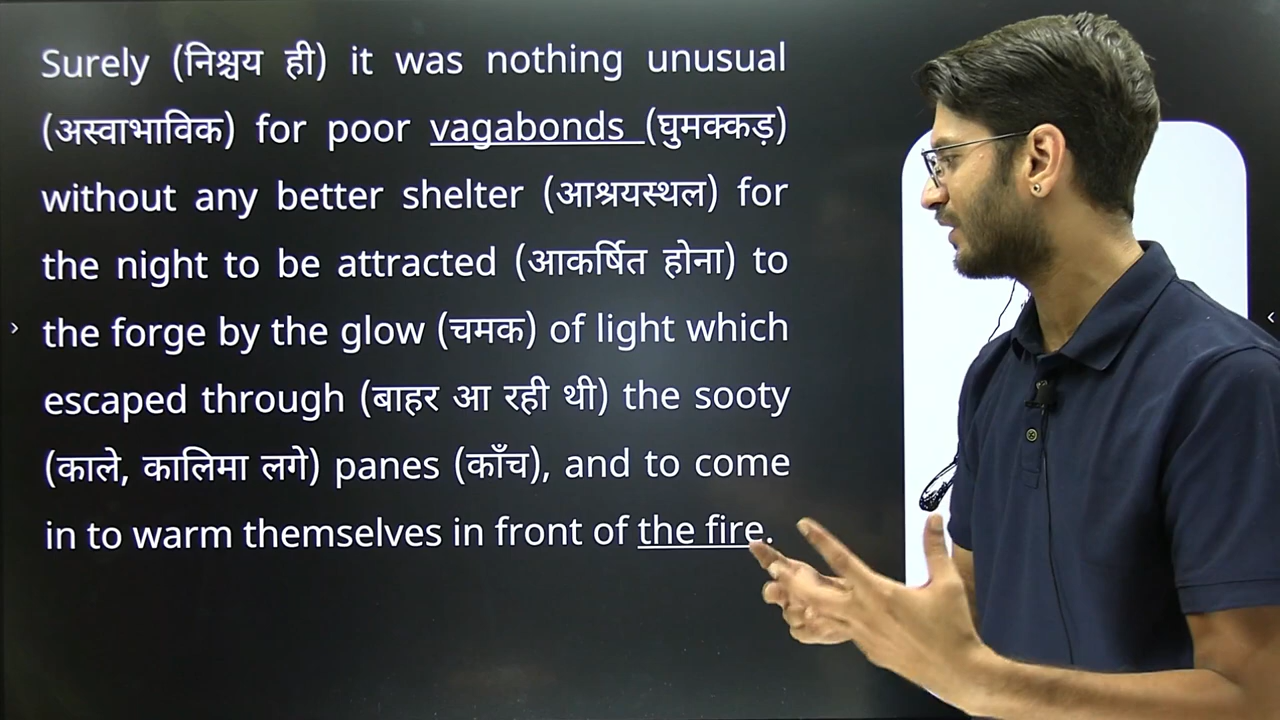 Surely (निश्चय ही) it was nothing unusual
(अस्वाभाविक) for poor vagabonds (घुमक्कड़)
without any better shelter (आश्रयस्थल) for
the night to be attracted (आकर्षित होना) to
the forge by the glow (चमक) of light which
escaped through (बाहर आ रही थी) the sooty
(काले, कालिमा लगे) panes (काँच), and to come
in to warm themselves in front of the fire.